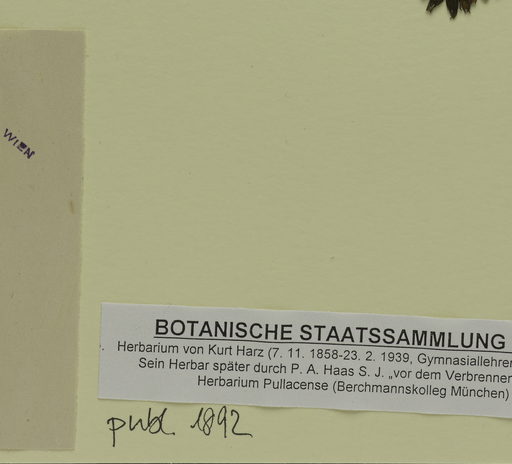 WIEN
BOTANISCHE STAATSSAMMLUNG
Herbarium von Kurt Harz (7. 11. 1858-23. 2. 1939, Gymnasiallehrer
Sein Herbar später durch P. A. Haas S. J. „vor dem Verbrennen
Herbarium Pullacense (Berchmannskolleg München)
publ. 1892